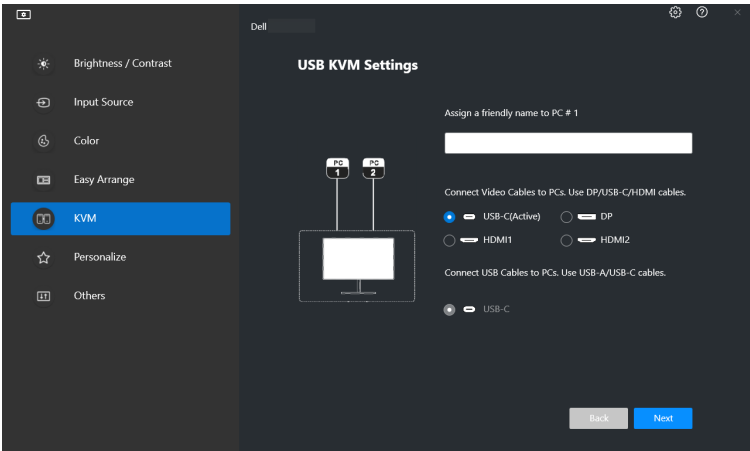 Dell
Brightness / Contrast
Input Source
Color
Easy Arrange
KVM
Personalize
Others
USB KVM Settings
PC 1
PC 2
Assign a friendly name to PC # 1
Connect Video Cables to PCs. Use DP/USB-C/HDMI cables.
USB-C(Active) DP
HDMI1 HDMI2
Connect USB Cables to PCs. Use USB-A/USB-C cables.
USB-C
Back Next